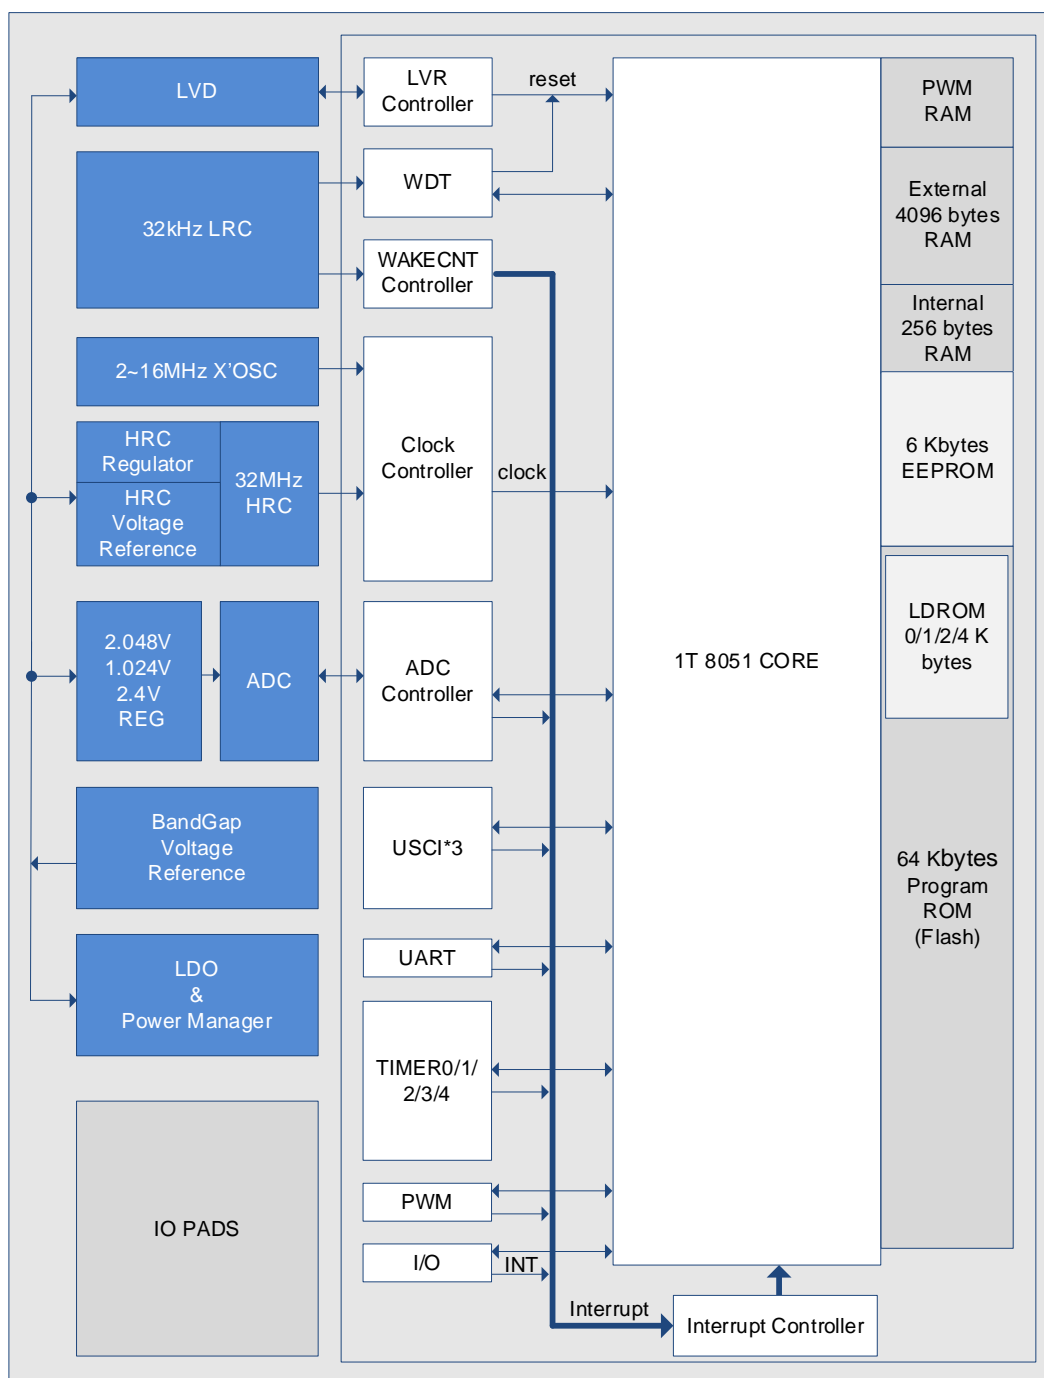 LVD
LVR
Controller
reset
PWM
RAM
32kHz LRC
WDT
External
4096 bytes
RAM
WAKECNT
Controller
Internal
256 bytes
RAM
2~16MHz X'OSC
HRC
Regulator
HRC
Voltage
Reference
32MHz
HRC
Clock
Controller
clock
6 Kbytes
EEPROM
2.048V
1.024V
2.4V
REG
ADC
ADC
Controller
1T 8051 CORE
LDROM
0/1/2/4 K
bytes
BandGap
Voltage
Reference
USCI*3
64 Kbytes
Program
ROM
(Flash)
LDO
&
Power Manager
UART
TIMER0/1/
2/3/4
IO PADS
PWM
I/O
INT
Interrupt
Interrupt Controller